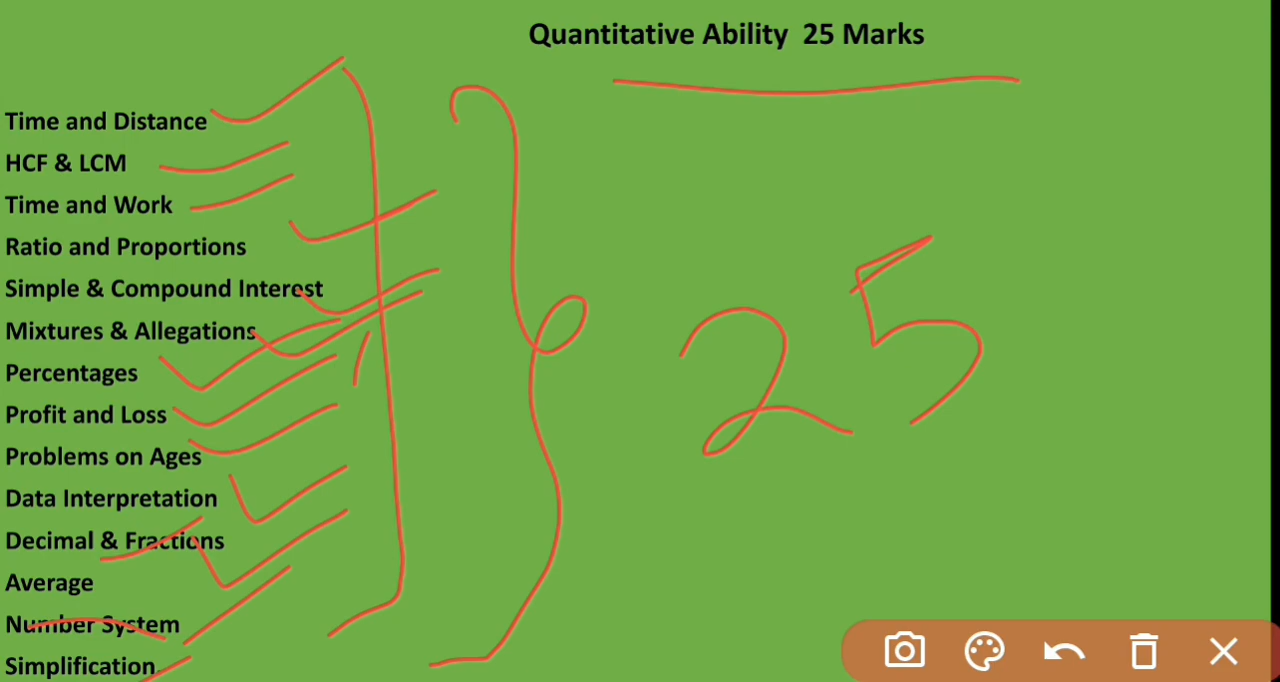 Quantitative Ability 25 Marks
Time and Distance
HCF & LCM
Time and Work
Ratio and Proportions
Simple & Compound Interest
Mixtures & Allegations
Percentages
Profit and Loss
Problems on Ages
Data Interpretation
Decimal & Fractions
Average
Number System
Simplification
25